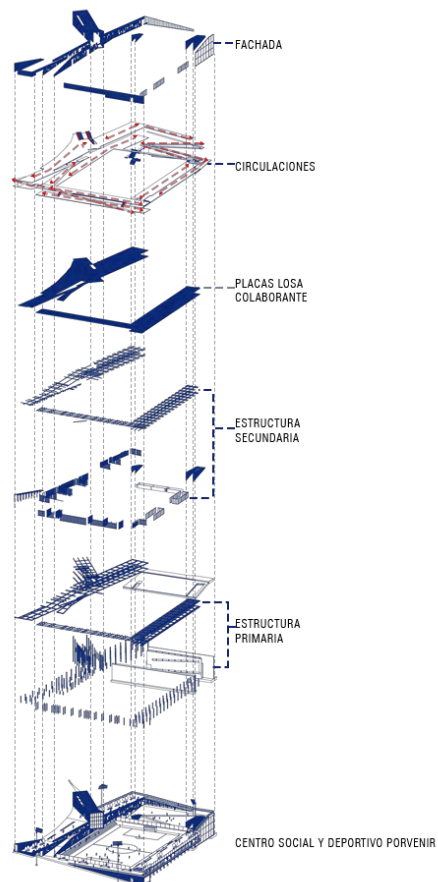 FACHADA
CIRCULACIONES
PLACAS LOSA
COLABORANTE
ESTRUCTURA
SECUNDARIA
ESTRUCTURA
PRIMARIA
CENTRO SOCIAL Y DEPORTIVO PORVENIR